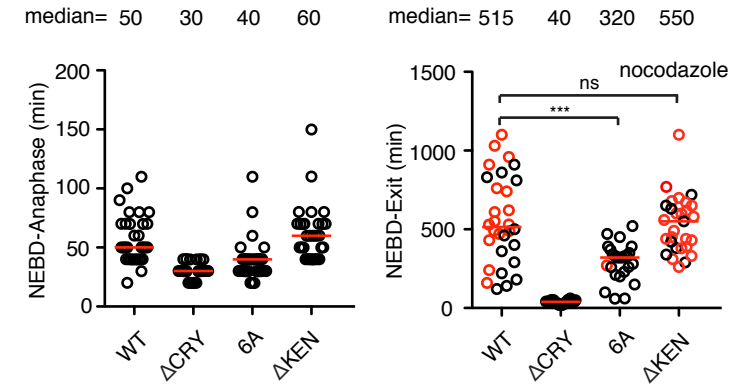 median= 50 30 40 60
NEBD-Anaphase (min)
200
150
100
50
0
WT
ΔCRY
6A
ΔKEN
median= 515 40 320 550
nocodazole
ns
***
NEBD-Exit (min)
1500
1000
500
0
WT
ΔCRY
6A
ΔKEN